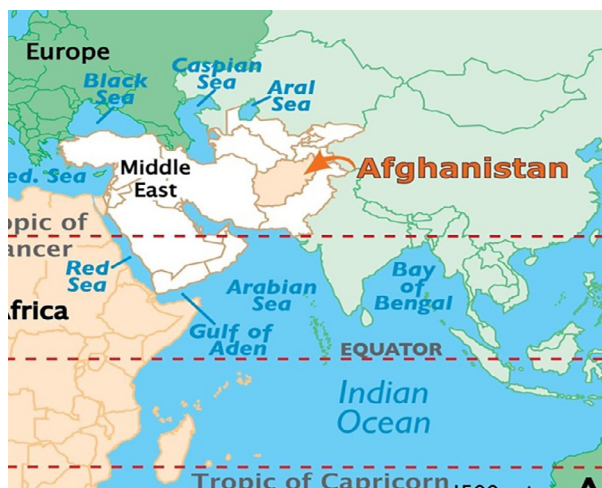 Europe
Black
Sea
Caspian
Sea
Aral
Sea
Middle
East
Afghanistan
ed. Sea
opic of
ancer
Red
Sea
Arabian
Sea
Bay
of
Bengal
frica
Gulf of
Aden
EQUATOR
Indian
Ocean
Tropic of Capricorn